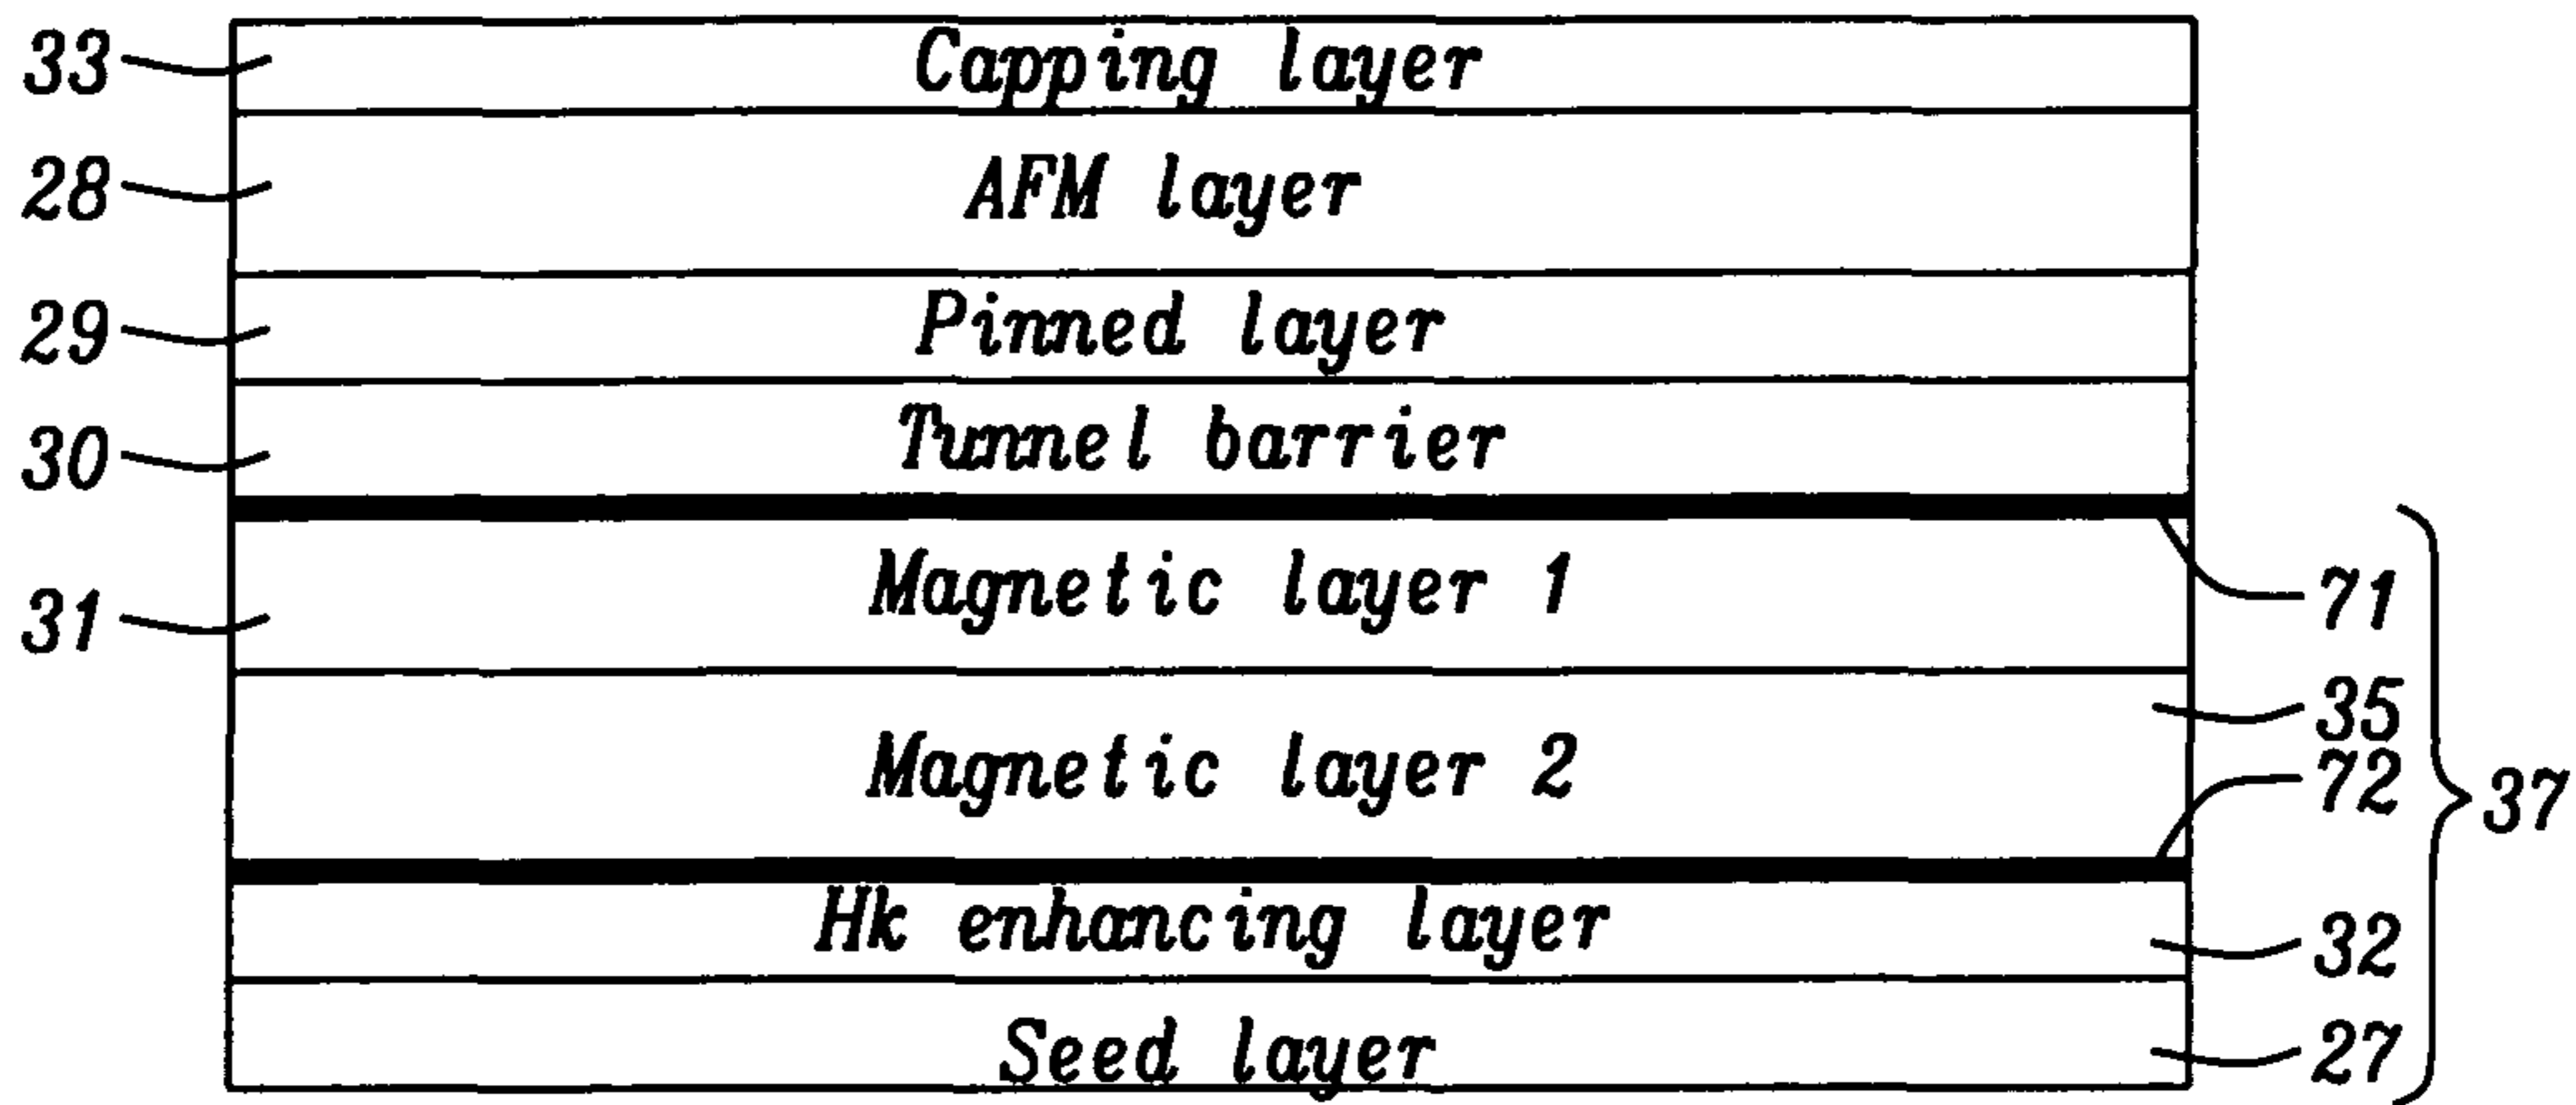 33 Capping layer
28 AFM layer
29 Pinned layer
30 Tunnel barrier
31 Magnetic layer 1 71
35
Magnetic layer 2 72
37
Hk enhancing layer 32
Seed layer 27